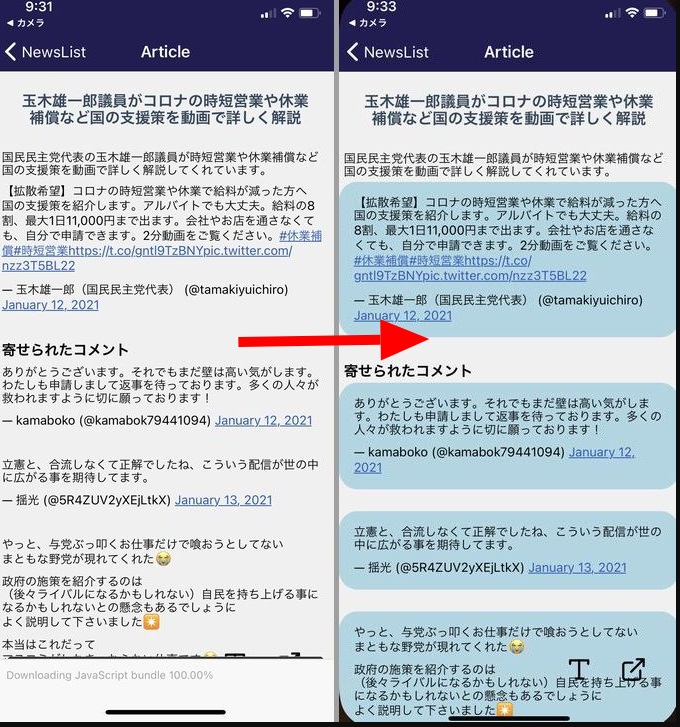 9:31
◀ カメラ
NewsList
Article
玉木雄一郎議員がコロナの時短営業や休業
補償など国の支援策を動画で詳しく解説
国民民主党代表の玉木雄一郎議員が時短営業や休業補償など
国の支援策を動画で詳しく解説してくれています。
【拡散希望】コロナの時短営業や休業で給料が減った方へ
国の支援策を紹介します。アルバイトでも大丈夫。給料の8
割、最大1日11,000円まで出ます。会社やお店を通さなくて
も、自分で申請できます。2分動画をご覧ください。#休業補
償#時短営業https://t.co/gntI9TzBNYpic.twitter.com/
nzz3T5BL22
— 玉木雄一郎（国民民主党代表） (@tamakiyuichiro)
January 12, 2021
寄せられたコメント
ありがとうございます。それでもまだ壁は高い気がします。
わたしも申請しまして返事を待っております。多くの人々が
救われますように切に願っております！
— kamaboko (@kamabok79441094) January 12, 2021
立憲と、合流しなくて正解でしたね、こういう配信が世の中
に広がる事を期待してます。
— 揺光 (@5R4ZUV2yXEjLtkX) January 13, 2021
やっと、与党ぶっ叩くお仕事だけで喰おうとしてない
まともな野党が現れてくれた😭
政府の施策を紹介するのは
（後々ライバルになるかもしれない）自民を持ち上げる事に
なるかもしれないとの懸念もあるでしょうに
よく説明して下さいました💥
本当はこれだって
Downloading JavaScript bundle 100.00%
9:33
◀ カメラ
NewsList
Article
玉木雄一郎議員がコロナの時短営業や休業
補償など国の支援策を動画で詳しく解説
国民民主党代表の玉木雄一郎議員が時短営業や休業補償など
国の支援策を動画で詳しく解説してくれています。
【拡散希望】コロナの時短営業や休業で給料が減った方へ
国の支援策を紹介します。アルバイトでも大丈夫。給料の
8割、最大1日11,000円まで出ます。会社やお店を通さなく
ても、自分で申請できます。2分動画をご覧ください。
#休業補償#時短営業https://t.co/
gntI9TzBNYpic.twitter.com/nzz3T5BL22
— 玉木雄一郎（国民民主党代表） (@tamakiyuichiro)
January 12, 2021
寄せられたコメント
ありがとうございます。それでもまだ壁は高い気がしま
す。わたしも申請しまして返事を待っております。多くの
人々が救われますように切に願っております！
— kamaboko (@kamabok79441094) January 12,
2021
立憲と、合流しなくて正解でしたね、こういう配信が世の
中に広がる事を期待してます。
— 揺光 (@5R4ZUV2yXEjLtkX) January 13, 2021
やっと、与党ぶっ叩くお仕事だけで喰おうとしてない
まともな野党が現れてくれた😭
政府の施策を紹介するのは
（後々ライバルになるかもしれない）自民を持ち上げる事
になるかもしれないとの懸念もあるでしょうに
よく説明して下さいました💥